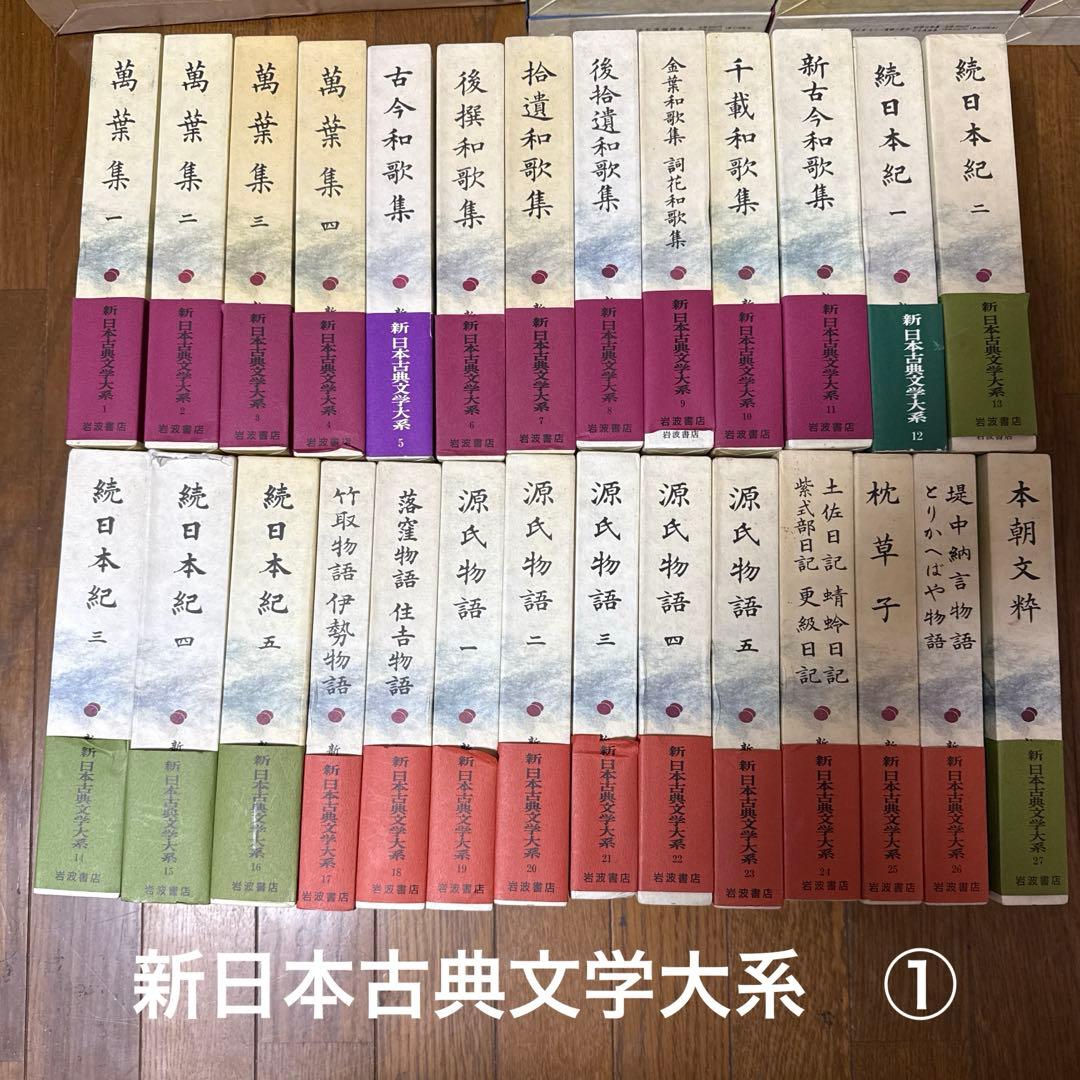 萬葉集 一
新日本古典文学大系 1
岩波書店
萬葉集 二
新日本古典文学大系 2
岩波書店
萬葉集 三
新日本古典文学大系 3
岩波書店
萬葉集 四
新日本古典文学大系 4
岩波書店
古今和歌集
新日本古典文学大系 5
後撰和歌集
新日本古典文学大系 6
岩波書店
拾遺和歌集
新日本古典文学大系 7
岩波書店
後拾遺和歌集
新日本古典文学大系 8
岩波書店
金葉和歌集 詞花和歌集
新日本古典文学大系 9
岩波書店
千載和歌集
新日本古典文学大系 10
岩波書店
新古今和歌集
新日本古典文学大系 11
岩波書店
続日本紀 一
新日本古典文学大系 12
続日本紀 二
新日本古典文学大系 13
岩波書店
続日本紀 三
新日本古典文学大系 14
岩波書店
続日本紀 四
新日本古典文学大系 15
岩波書店
続日本紀 五
新日本古典文学大系 16
岩波書店
竹取物語 伊勢物語
新日本古典文学大系 17
岩波書店
落窪物語 住吉物語
新日本古典文学大系 18
岩波書店
源氏物語 一
新日本古典文学大系 19
岩波書店
源氏物語 二
新日本古典文学大系 20
岩波書店
源氏物語 三
新日本古典文学大系 21
岩波書店
源氏物語 四
新日本古典文学大系 22
岩波書店
源氏物語 五
新日本古典文学大系 23
岩波書店
土佐日記 蜻蛉日記
紫式部日記 更級日記
新日本古典文学大系 24
岩波書店
枕草子
新日本古典文学大系 25
岩波書店
堤中納言物語
とりかへばや物語
新日本古典文学大系 26
岩波書店
本朝文粋
新日本古典文学大系 27
岩波書店
新日本古典文学大系 ①